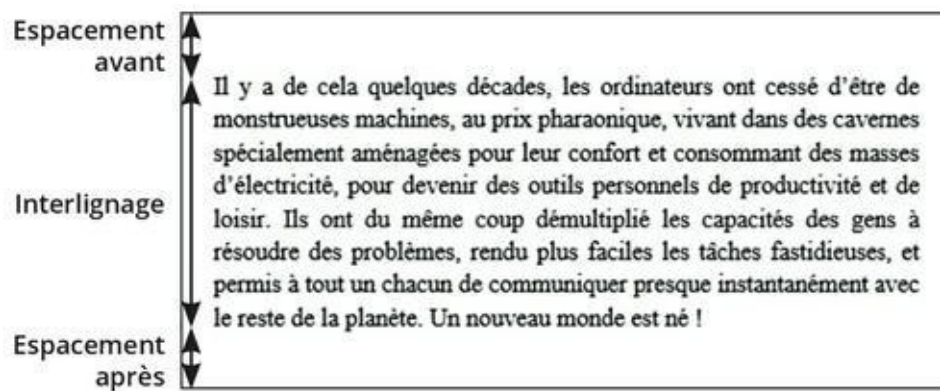 Espacement
avant
Il y a de cela quelques décades, les ordinateurs ont cessé d’être de
monstrueuses machines, au prix pharaonique, vivant dans des cavernes
spécialement aménagées pour leur confort et consommant des masses
d’électricité, pour devenir des outils personnels de productivité et de
loisir. Ils ont du même coup démultiplié les capacités des gens à
résoudre des problèmes, rendu plus faciles les tâches fastidieuses, et
permis à tout un chacun de communiquer presque instantanément avec
le reste de la planète. Un nouveau monde est né !
Interlignage
Espacement
après